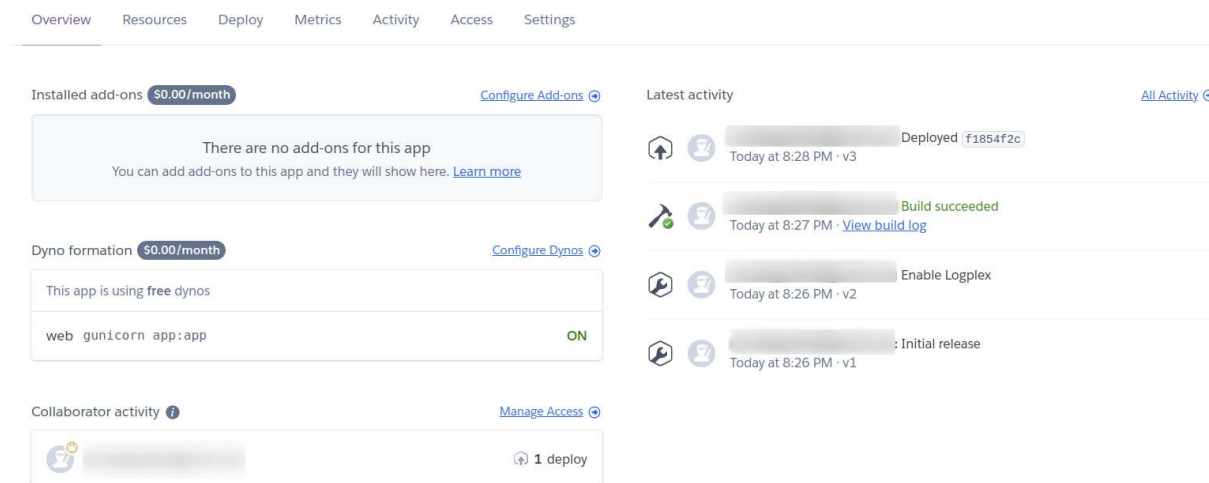 Overview Resources Deploy Metrics Activity Access Settings
Installed add-ons $0.00/month Configure Add-ons
There are no add-ons for this app
You can add add-ons to this app and they will show here. Learn more
Dyno formation $0.00/month Configure Dynos
This app is using free dynos
web gunicorn app:app ON
Collaborator activity Manage Access
1 deploy
Latest activity All Activity
Deployed f1854f2c
Today at 8:28 PM · v3
Build succeeded
Today at 8:27 PM · View build log
Enable Logplex
Today at 8:26 PM · v2
: Initial release
Today at 8:26 PM · v1